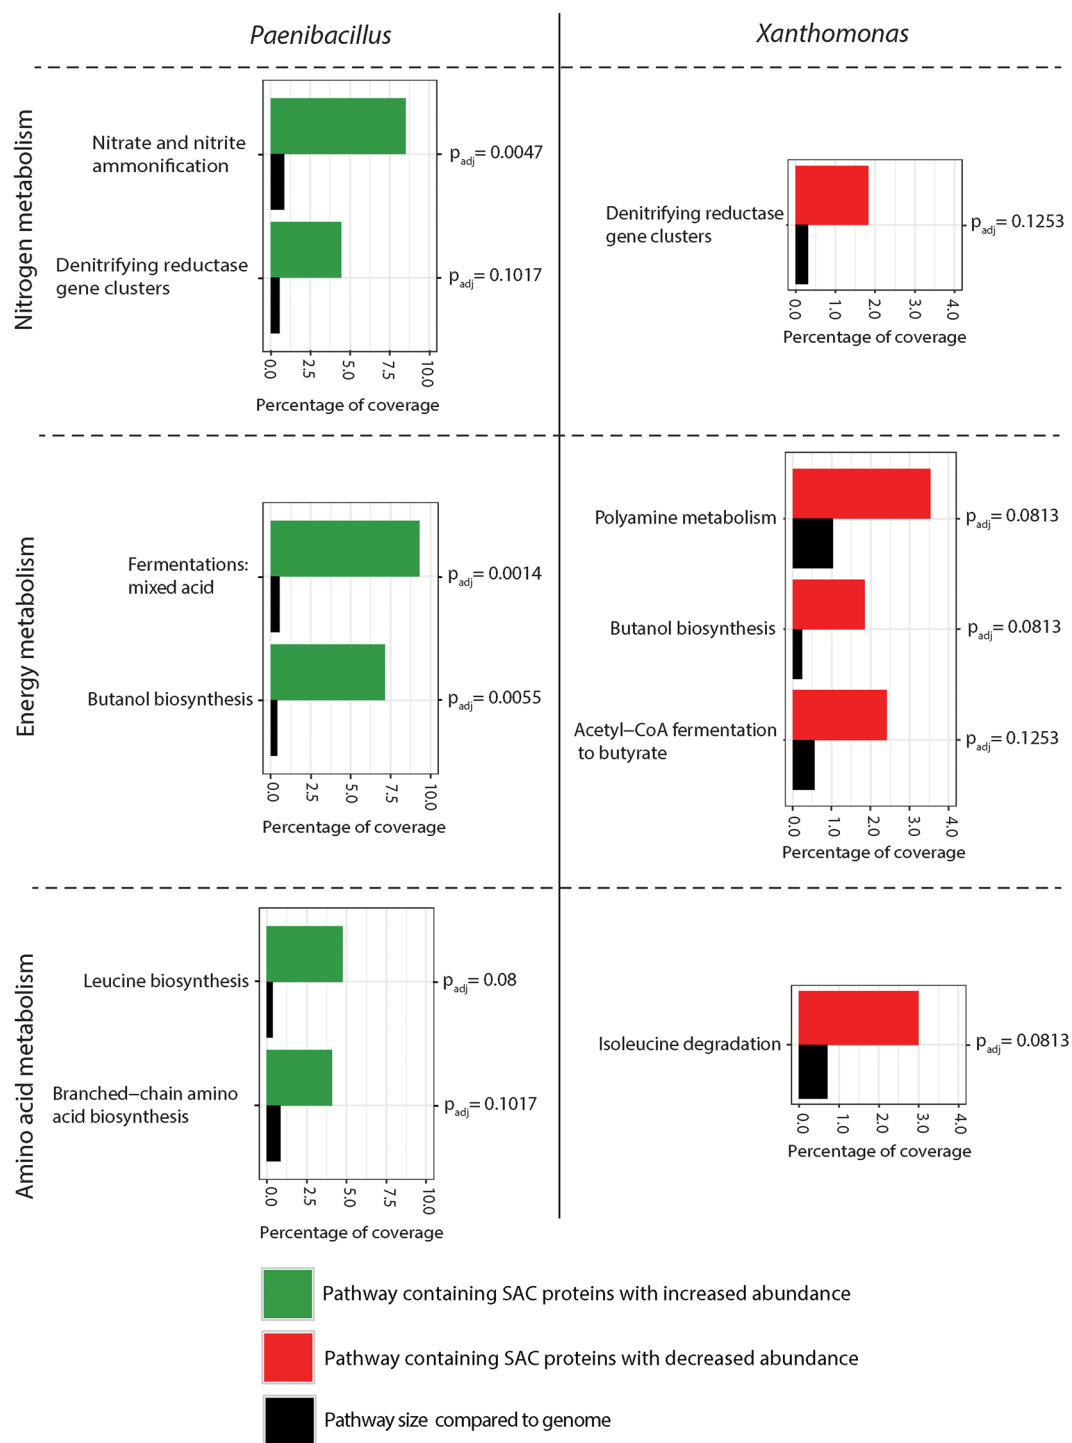 Paenibacillus
Xanthomonas
Nitrogen metabolism
Nitrate and nitrite
ammonification
padj= 0.0047
Denitrifying reductase
gene clusters
padj= 0.1017
0.0 2.5 5.0 7.5 10.0
Percentage of coverage
Denitrifying reductase
gene clusters
padj= 0.1253
0.0 1.0 2.0 3.0 4.0
Percentage of coverage
Energy metabolism
Fermentations:
mixed acid
padj= 0.0014
Butanol biosynthesis
padj= 0.0055
0.0 2.5 5.0 7.5 10.0
Percentage of coverage
Polyamine metabolism
padj= 0.0813
Butanol biosynthesis
padj= 0.0813
Acetyl−CoA fermentation
to butyrate
padj= 0.1253
0.0 1.0 2.0 3.0 4.0
Percentage of coverage
Amino acid metabolism
Leucine biosynthesis
padj= 0.08
Branched−chain amino
acid biosynthesis
padj= 0.1017
0.0 2.5 5.0 7.5 10.0
Percentage of coverage
Isoleucine degradation
padj= 0.0813
0.0 1.0 2.0 3.0 4.0
Percentage of coverage
Pathway containing SAC proteins with increased abundance
Pathway containing SAC proteins with decreased abundance
Pathway size compared to genome